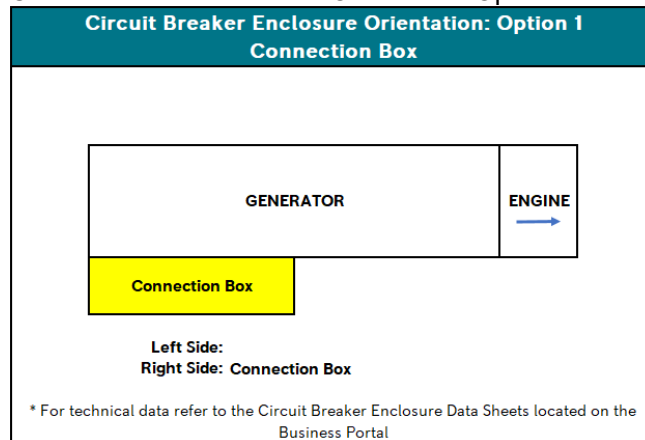 Circuit Breaker Enclosure Orientation: Option 1
Connection Box
GENERATOR
ENGINE
Connection Box
Left Side:
Right Side: Connection Box
* For technical data refer to the Circuit Breaker Enclosure Data Sheets located on the
Business Portal